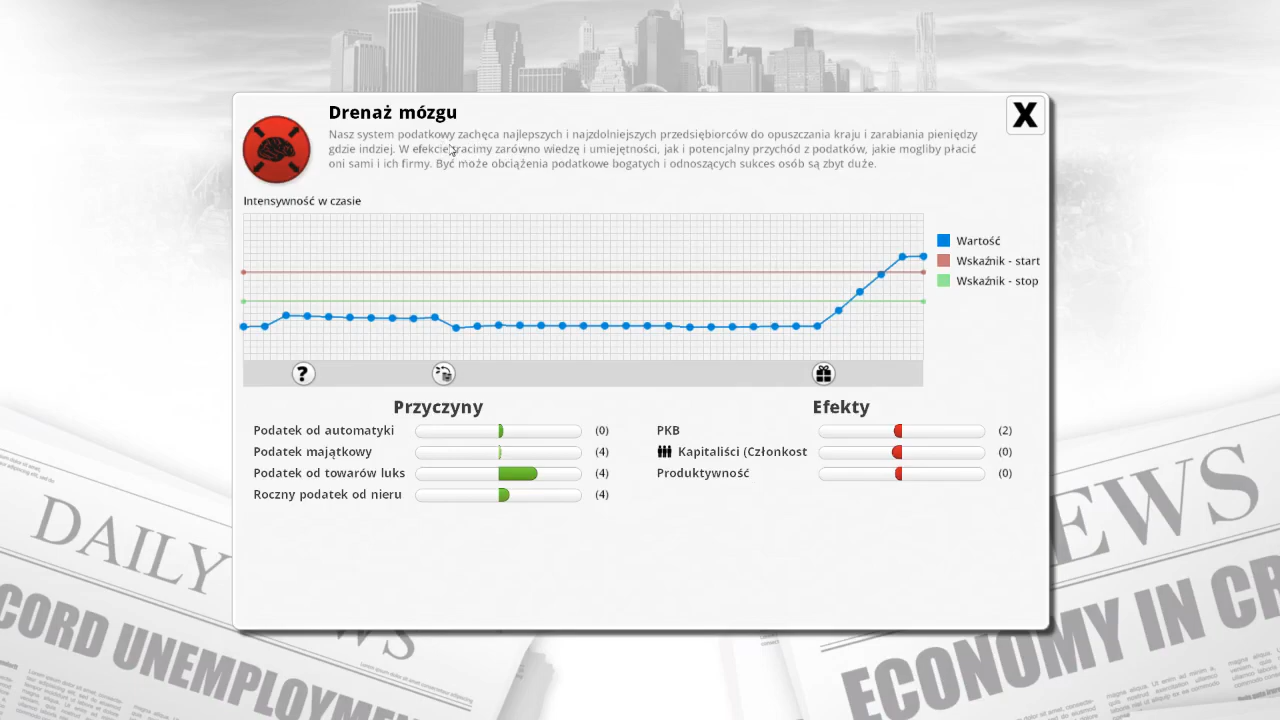 Drenaż mózgu
Nasz system podatkowy zachęca najlepszych i najzdolniejszych przedsiębiorców do opuszczania kraju i zarabiania pieniędzy
gdzie indziej. W efekcie racimy zarówno wiedzę i umiejętności, jak i potencjalny przychód z podatków, jakie mogliby płacić
oni sami i ich firmy. Być może obciążenia podatkowe bogatych i odnoszących sukces osób są zbyt duże.
X
Intensywność w czasie
Wartość
Wskaźnik - start
Wskaźnik - stop
?
Przyczyny
Podatek od automatyki (0)
Podatek majątkowy (4)
Podatek od towarów luks (4)
Roczny podatek od nieru (4)
Efekty
PKB (2)
Kapitaliści (Członkost (0)
Produktywność (0)
DAILY
NEWS
CORD UNEMPLOYME
EWS
ECONOMY IN CR